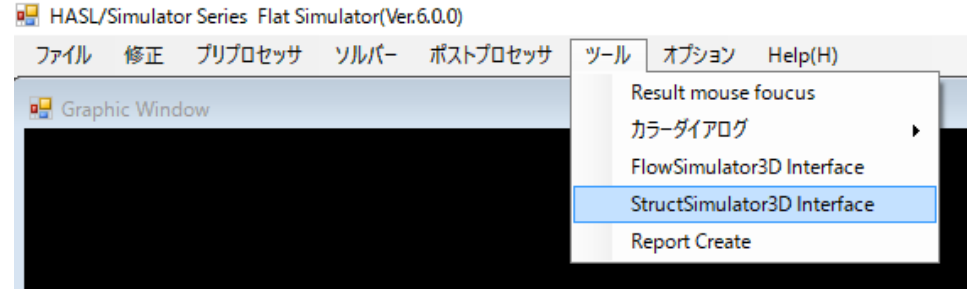 HASL/Simulator Series Flat Simulator(Ver.6.0.0)
ファイル 修正 プリプロセッサ ソルバー ポストプロセッサ ツール オプション Help(H)
Graphic Window
Result mouse foucus
カラーダイアログ
FlowSimulator3D Interface
StructSimulator3D Interface
Report Create